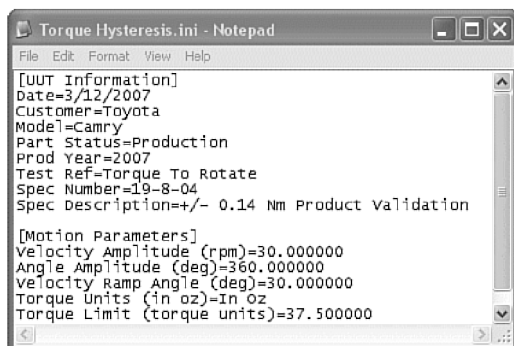 Torque Hysteresis.ini - Notepad
File Edit Format View Help
[UUT Information]
Date=3/12/2007
Customer=Toyota
Model=Camry
Part Status=Production
Prod Year=2007
Test Ref=Torque To Rotate
Spec Number=19-8-04
Spec Description=+/- 0.14 Nm Product Validation
[Motion Parameters]
Velocity Amplitude (rpm)=30.000000
Angle Amplitude (deg)=360.000000
Velocity Ramp Angle (deg)=30.000000
Torque Units (in oz)=In Oz
Torque Limit (torque units)=37.500000